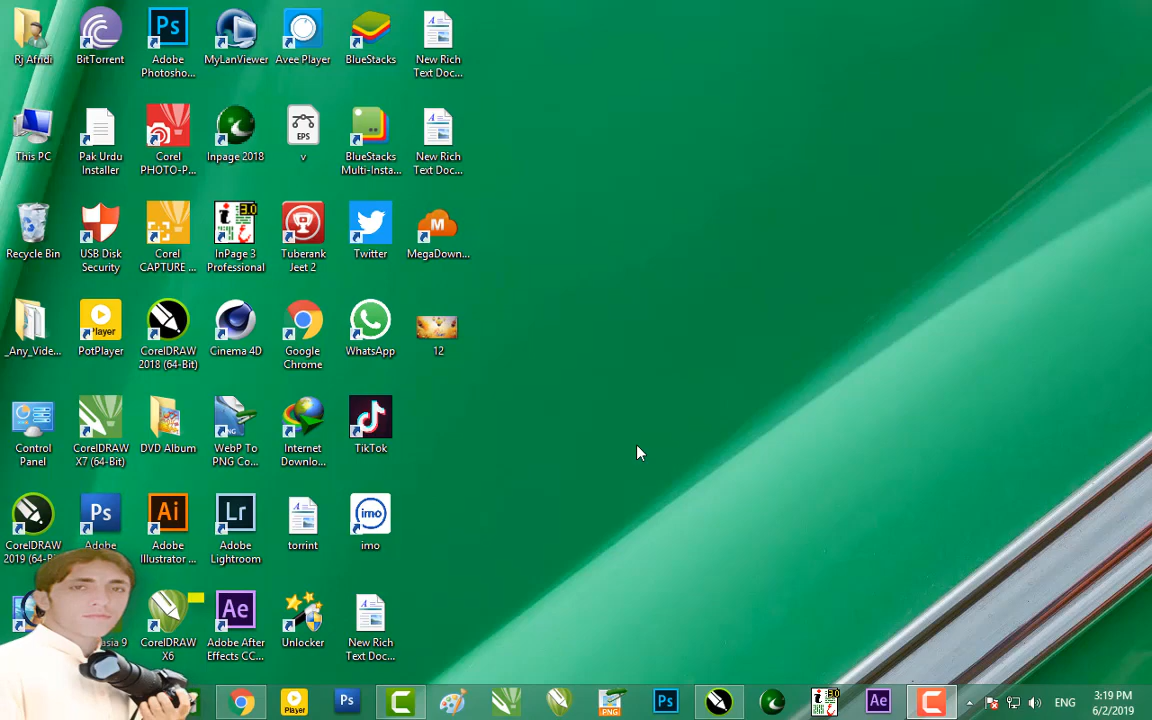 Rj Afridi
BitTorrent
Adobe
Photosho...
MyLanViewer
Avee Player
BlueStacks
New Rich
Text Doc...
This PC
Pak Urdu
Installer
Corel
PHOTO-P...
Inpage 2018
v
BlueStacks
Multi-Insta...
New Rich
Text Doc...
Recycle Bin
USB Disk
Security
Corel
CAPTURE ...
InPage 3
Professional
Tuberank
Jeet 2
Twitter
MegaDown...
_Any_Vide...
PotPlayer
CorelDRAW
2018 (64-Bit)
Cinema 4D
Google
Chrome
WhatsApp
12
Control
Panel
CorelDRAW
X7 (64-Bit)
DVD Album
WebP To
PNG Co...
Internet
Downlo...
TikTok
CorelDRAW
Adobe
Adobe
Illustrator ...
Adobe
Lightroom
torrint
imo
2019 (64-Bi
asia 9
CorelDRAW
X6
Adobe After
Effects CC...
Unlocker
New Rich
Text Doc...
ENG
3:19 PM
6/2/2019